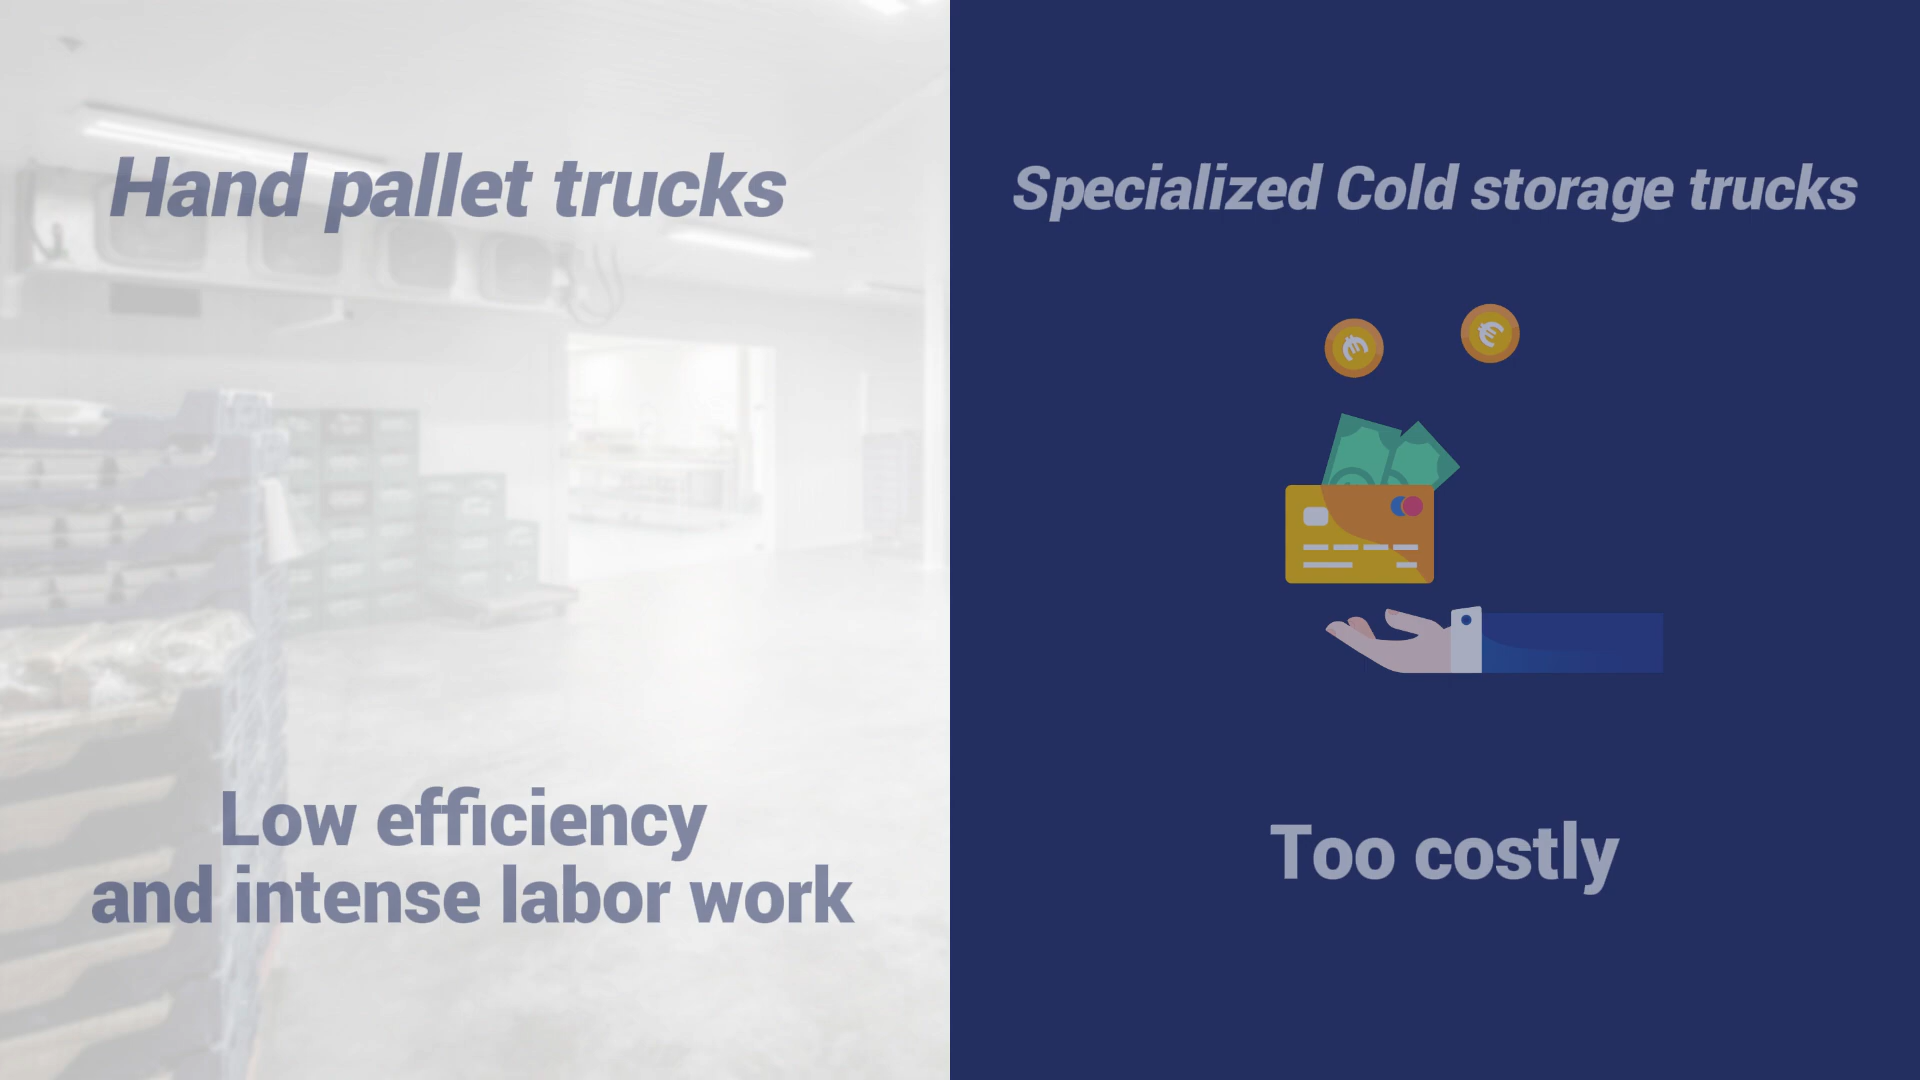 Hand pallet trucks
Low efficiency
and intense labor work
Specialized Cold storage trucks
€
€
Too costly